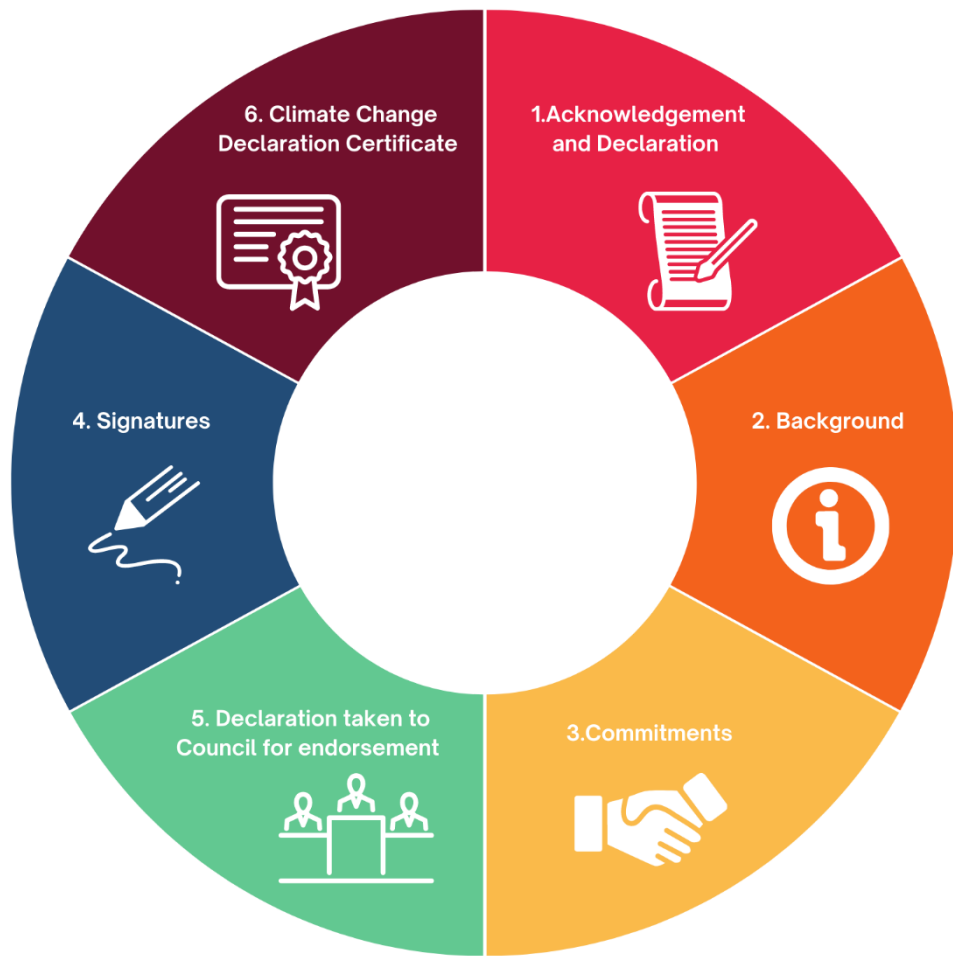 1.Acknowledgement
and Declaration
2. Background
3.Commitments
5. Declaration taken to
Council for endorsement
4. Signatures
6. Climate Change
Declaration Certificate